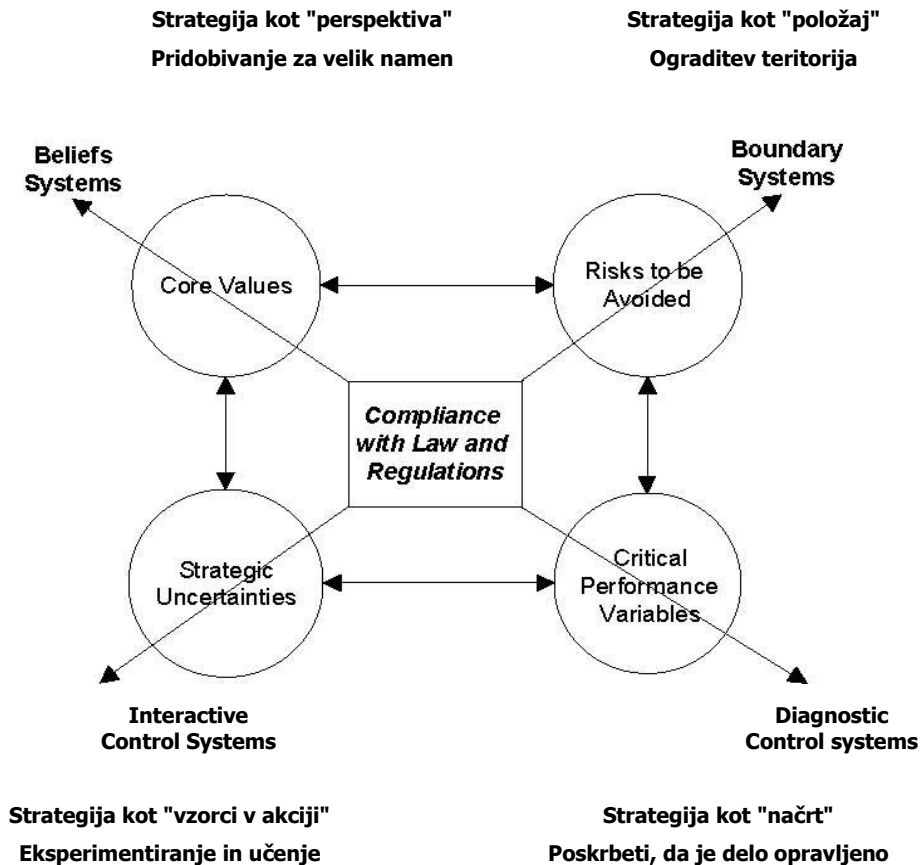 Strategija kot "perspektiva"
Pridobivanje za velik namen
Strategija kot "položaj"
Ograditev teritorija
Beliefs
Systems
Boundary
Systems
Core Values
Risks to be
Avoided
Compliance
with Law and
Regulations
Strategic
Uncertainties
Critical
Performance
Variables
Interactive
Control Systems
Diagnostic
Control systems
Strategija kot "vzorci v akciji"
Eksperimentiranje in učenje
Strategija kot "načrt"
Poskrbeti, da je delo opravljeno